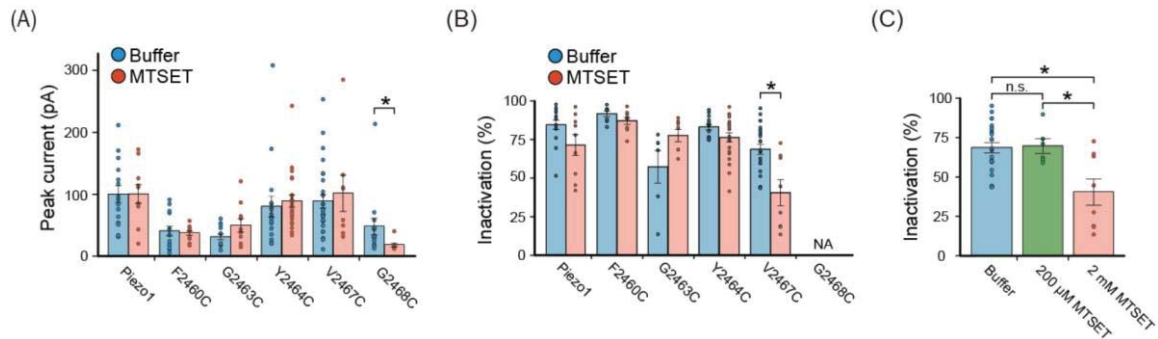 (A)
Buffer
MTSET
Peak current (pA)
300
200
100
0
*
Piezo1
F2460C
G2463C
Y2464C
V2467C
G2468C
(B)
Buffer
MTSET
Inactivation (%)
100
75
50
25
0
*
NA
Piezo1
F2460C
G2463C
Y2464C
V2467C
G2468C
(C)
*
n.s.
*
Inactivation (%)
100
75
50
25
0
Buffer
200 µM MTSET
2 mM MTSET